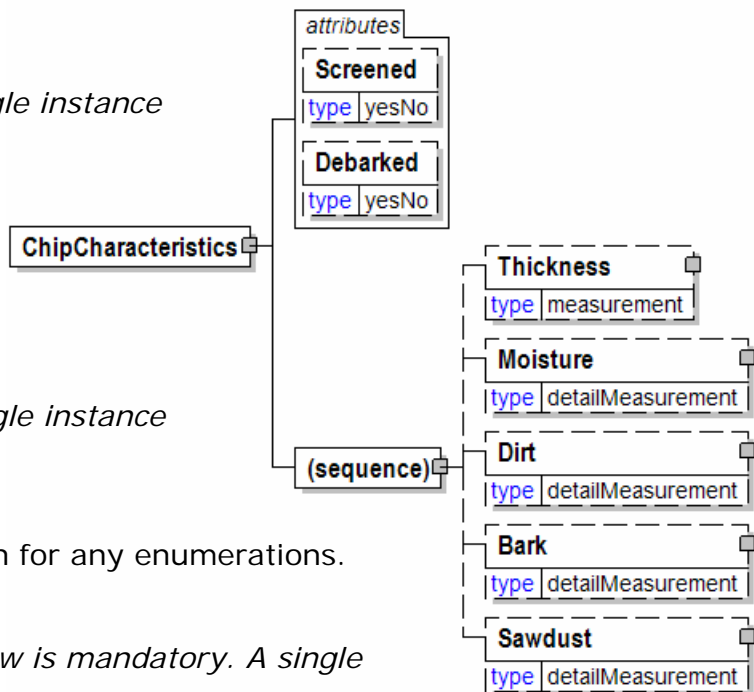 attributes
Screened
type yesNo
Debarked
type yesNo
gle instance
ChipCharacteristics
Thickness
type measurement
Moisture
type detailMeasurement
gle instance
(sequence)
Dirt
type detailMeasurement
n for any enumerations.
Bark
type detailMeasurement
w is mandatory. A single
Sawdust
type detailMeasurement